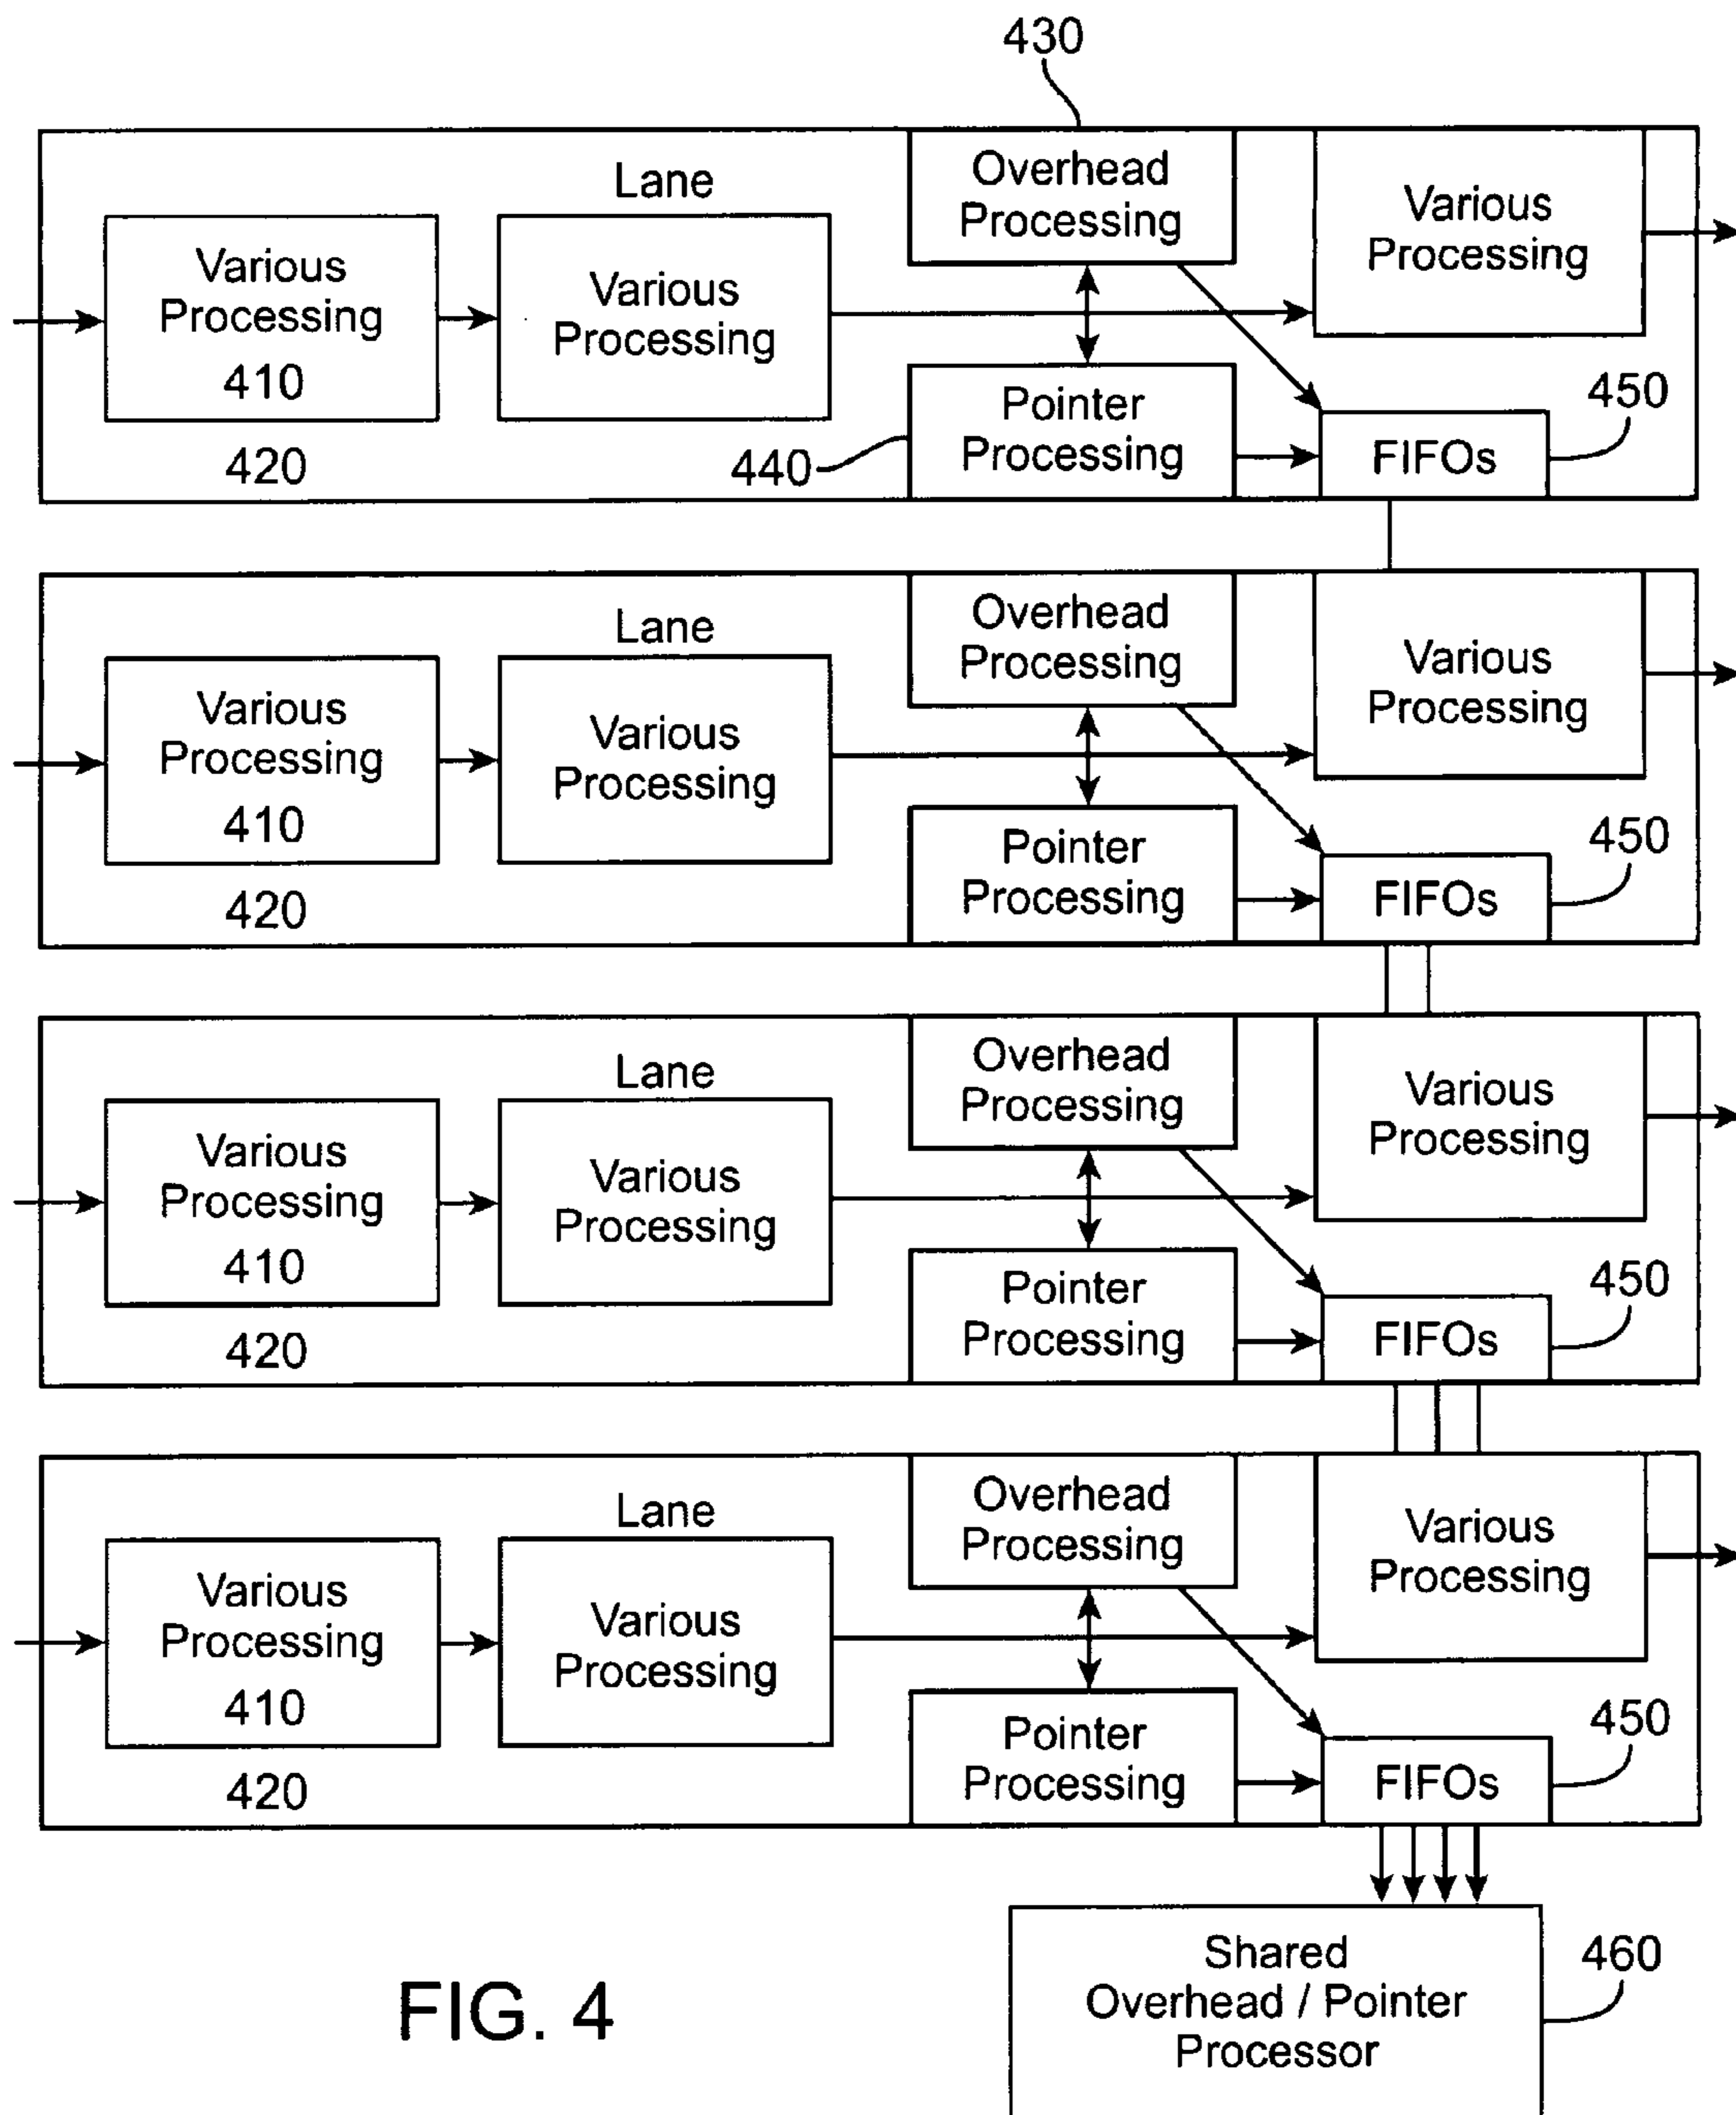 430
Lane
Various
Processing
410
420
Various
Processing
Overhead
Processing
440
Pointer
Processing
Various
Processing
450
FIFOs
Lane
Various
Processing
410
420
Various
Processing
Overhead
Processing
Pointer
Processing
Various
Processing
450
FIFOs
Lane
Various
Processing
410
420
Various
Processing
Overhead
Processing
Pointer
Processing
Various
Processing
450
FIFOs
Lane
Various
Processing
410
420
Various
Processing
Overhead
Processing
Pointer
Processing
Various
Processing
450
FIFOs
Shared
Overhead / Pointer
Processor
460
FIG. 4